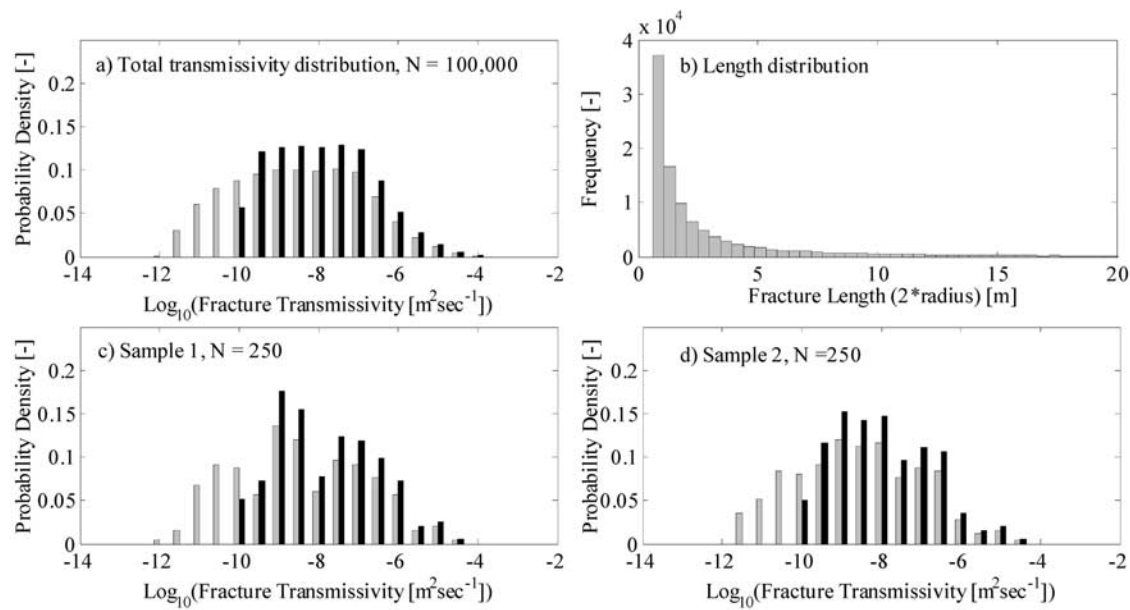 a) Total transmissivity distribution, N = 100,000
Probability Density [-]
0.2
0.15
0.1
0.05
0
-14 -12 -10 -8 -6 -4 -2
Log10(Fracture Transmissivity [m2sec-1])
x 10^4
b) Length distribution
Frequency [-]
4
3
2
1
0
0 5 10 15 20
Fracture Length (2*radius) [m]
c) Sample 1, N = 250
Probability Density [-]
0.2
0.15
0.1
0.05
0
-14 -12 -10 -8 -6 -4 -2
Log10(Fracture Transmissivity [m2sec-1])
d) Sample 2, N =250
Probability Density [-]
0.2
0.15
0.1
0.05
0
-14 -12 -10 -8 -6 -4 -2
Log10(Fracture Transmissivity [m2sec-1])